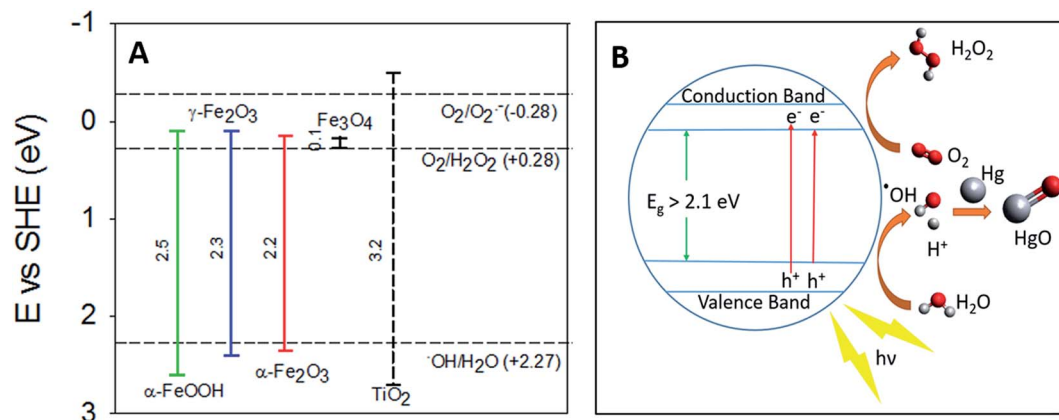 A
E vs SHE (eV)
-1
0
1
2
3
O₂/O₂·⁻(-0.28)
γ-Fe₂O₃
Fe₃O₄
0.1
O₂/H₂O₂ (+0.28)
2.5
2.3
2.2
3.2
·OH/H₂O (+2.27)
α-Fe₂O₃
α-FeOOH
TiO₂
B
H₂O₂
Conduction Band
e⁻ e⁻
O₂
Hg
E_g > 2.1 eV
•OH
H⁺
HgO
h⁺ h⁺
Valence Band
H₂O
hν